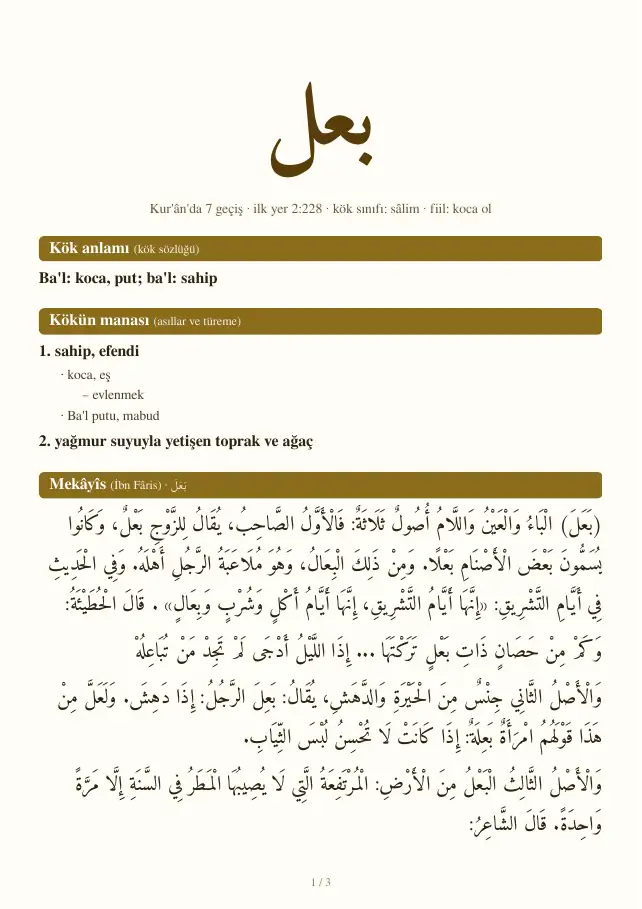 بعل
Kur'ân'da 7 geçiş · ilk yer 2:228 · kök sınıfı: sâlim · fiil: koca ol
Kök anlamı (kök sözlüğü)
Ba'l: koca, put; ba'l: sahip
Kökün manası (asıllar ve türeme)
1. sahip, efendi
· koca, eş
– evlenmek
· Ba'l putu, mabud
2. yağmur suyuyla yetişen toprak ve ağaç
Mekâyîs (İbn Fâris) · بَعَلَ
(بَعَلَ) الْبَاءُ وَالْعَيْنُ وَاللَّامُ أُصُولٌ ثَلَاثَةٌ: فَالْأَوَّلُ الصَّاحِبُ، يُقَالُ لِلزَّوْجِ بَعْلٌ، وَكَانُوا
يُسَمُّونَ بَعْضَ الْأَصْنَامِ بَعْلًا. وَمِنْ ذَلِكَ الْبِعَالُ، وَهُوَ مُلَاعَبَةُ الرَّجُلِ أَهْلَهُ. وَفِي الْحَدِيثِ
فِي أَيَّامِ التَّشْرِيقِ: «إِنَّهَا أَيَّامُ التَّشْرِيقِ، إِنَّهَا أَيَّامُ أَكْلٍ وَشُرْبٍ وَبِعَالٍ» . قَالَ الْحُطَيْئَةُ:
وَكَمْ مِنْ حَصَانٍ ذَاتِ بَعْلٍ تَرَكْتَهَا ... إِذَا اللَّيْلُ أَدْجَى لَمْ تَجِدْ مَنْ تُبَاعِلُهْ
وَالْأَصْلُ الثَّانِي جِنْسٌ مِنَ الْحَيْرَةِ وَالدَّهَشِ، يُقَالُ: بَعِلَ الرَّجُلُ: إِذَا دَهِشَ. وَلَعَلَّ مِنْ
هَذَا قَوْلَهُمُ امْرَأَةٌ بَعِلَةٌ: إِذَا كَانَتْ لَا تُحْسِنُ لُبْسَ الثِّيَابِ.
وَالْأَصْلُ الثَّالِثُ الْبَعْلُ مِنَ الْأَرْضِ: الْمُرْتَفِعَةُ الَّتِي لَا يُصِيبُهَا الْمَطَرُ فِي السَّنَةِ إِلَّا مَرَّةً
وَاحِدَةً. قَالَ الشَّاعِرُ:
1 / 3